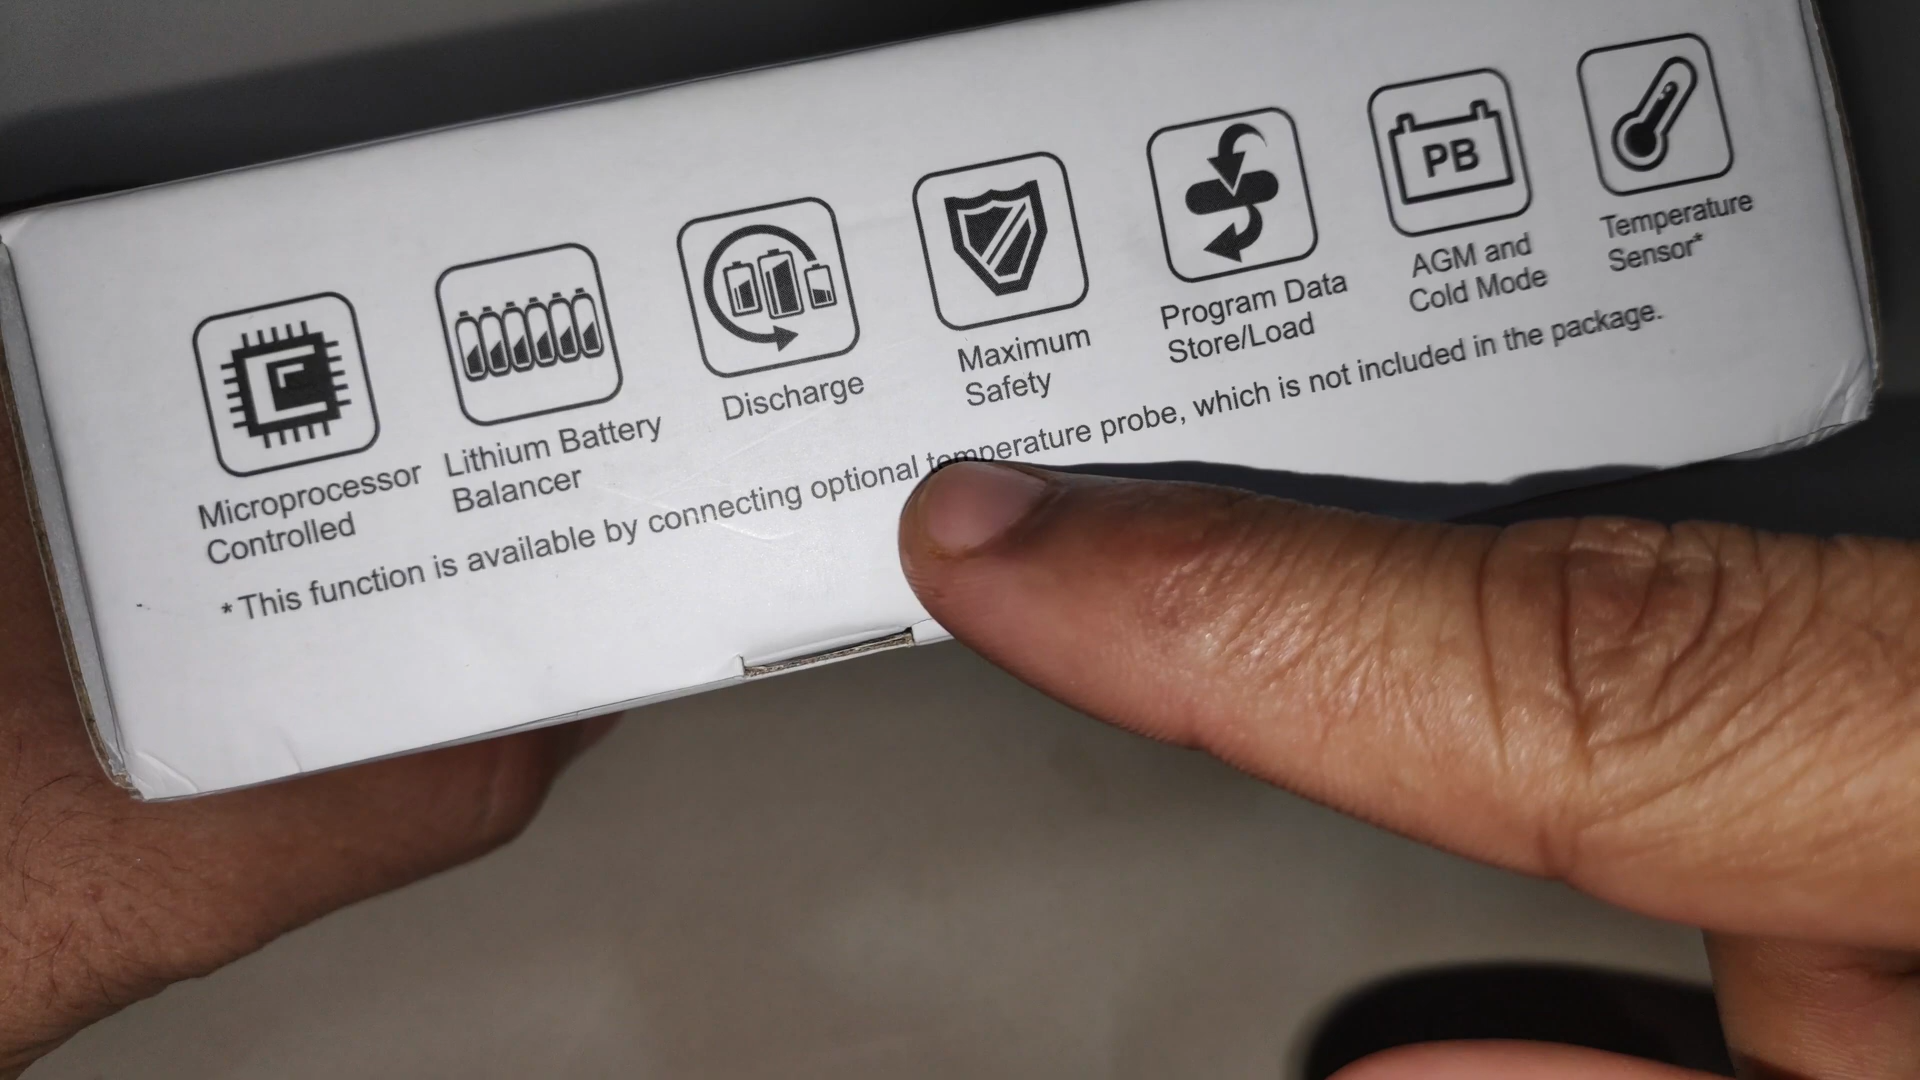 Microprocessor
Controlled
Lithium Battery
Balancer
Discharge
Maximum
Safety
Program Data
Store/Load
PB
AGM and
Cold Mode
Temperature
Sensor*
*This function is available by connecting optional temperature probe, which is not included in the package.